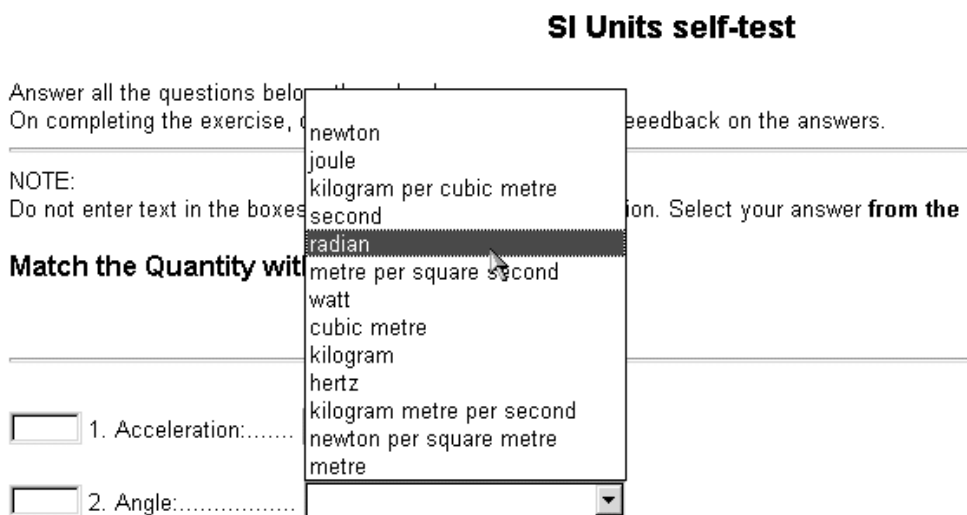 SI Units self-test
Answer all the questions belo
On completing the exercise, eeedback on the answers.
NOTE:
Do not enter text in the boxes ion. Select your answer from the
Match the Quantity wit
newton
joule
kilogram per cubic metre
second
radian
metre per square second
watt
cubic metre
kilogram
hertz
kilogram metre per second
newton per square metre
metre
1. Acceleration:.......
2. Angle:.................